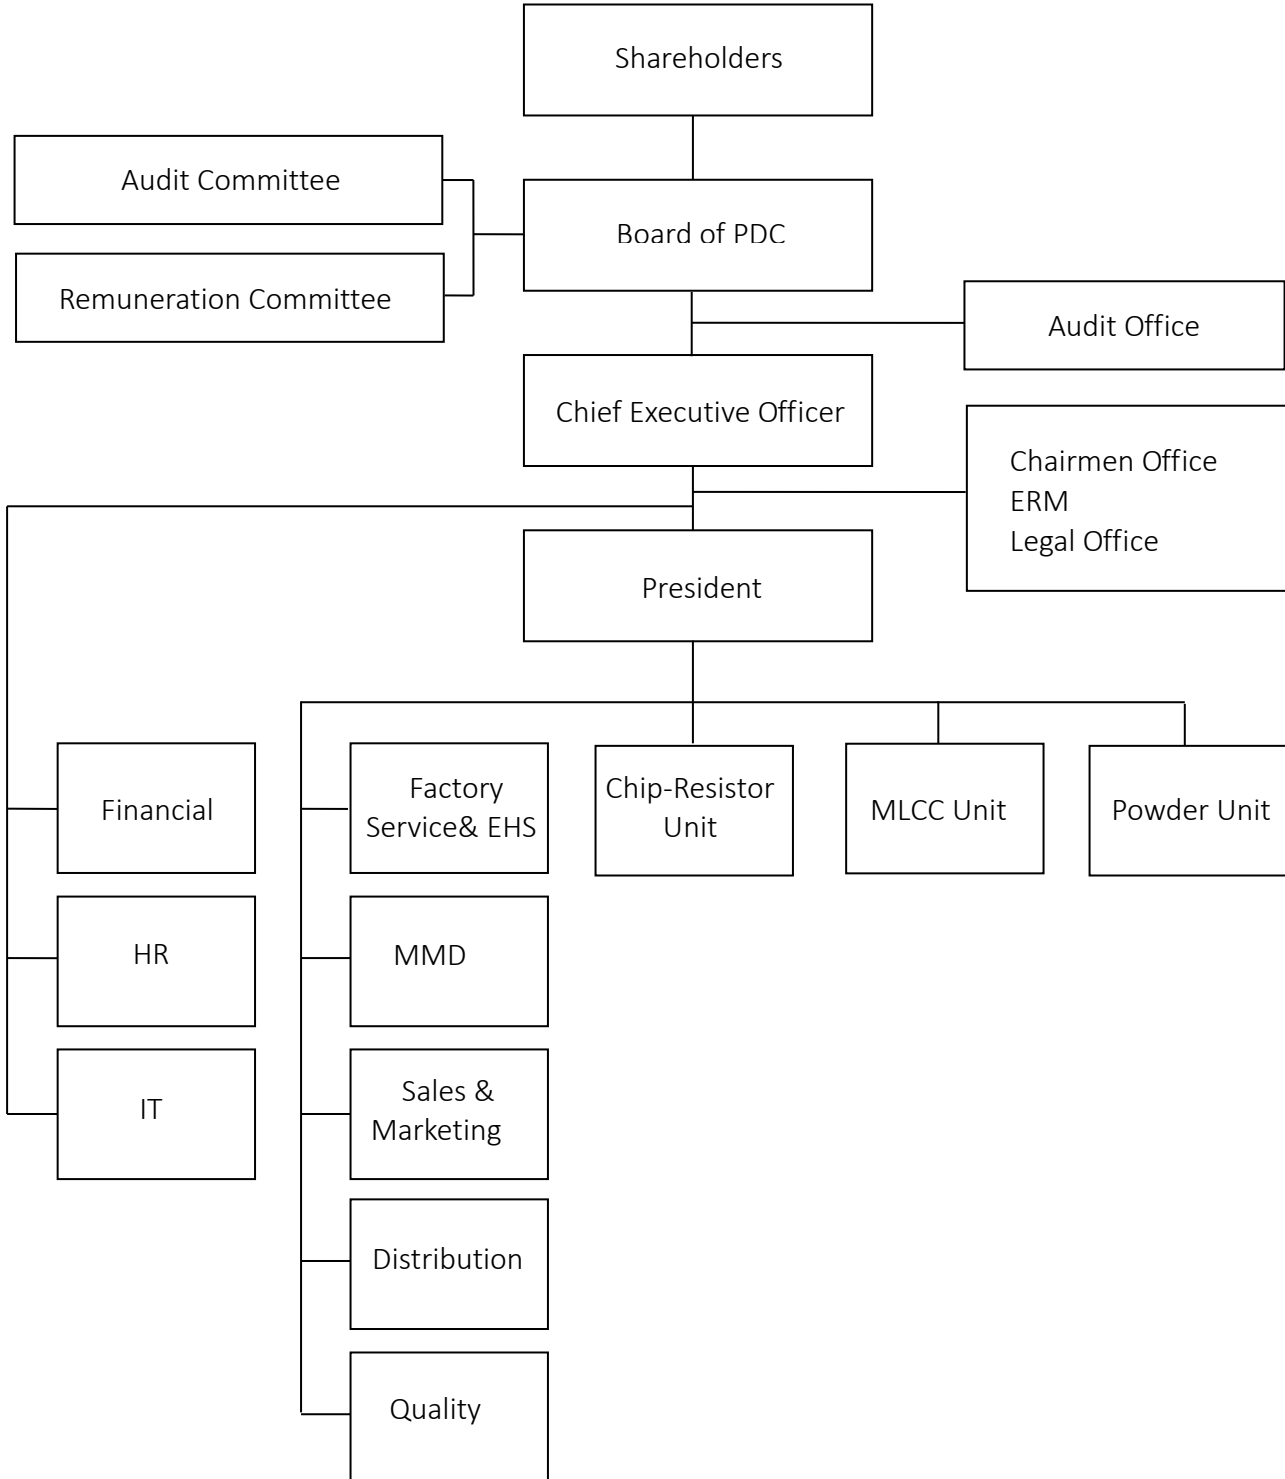 Shareholders
Audit Committee
Board of PDC
Remuneration Committee
Audit Office
Chief Executive Officer
Chairmen Office
ERM
Legal Office
President
Financial
Factory
Service& EHS
Chip-Resistor
Unit
MLCC Unit
Powder Unit
HR
MMD
IT
Sales &
Marketing
Distribution
Quality